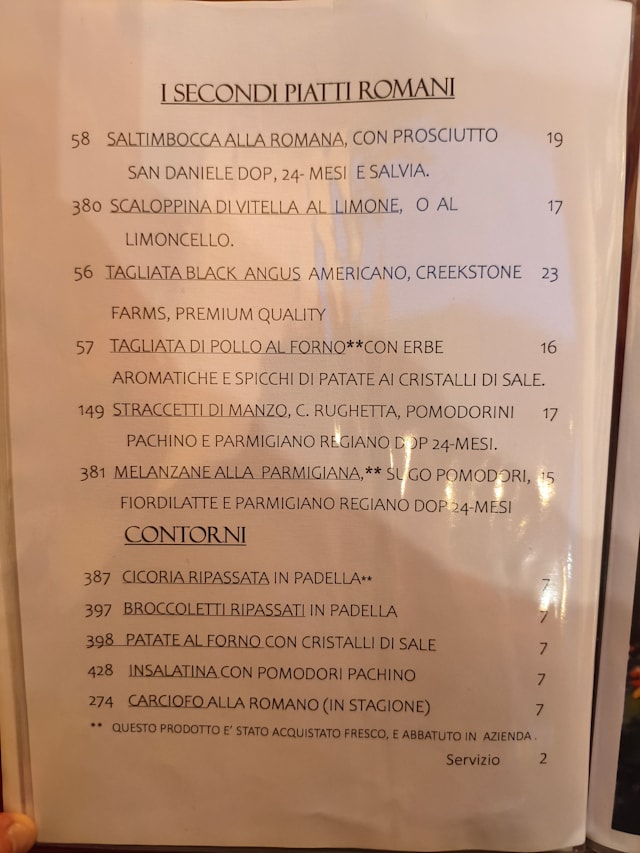 I SECONDI PIATTI ROMANI
58 SALTIMBOCCA ALLA ROMANA, CON PROSCIUTTO 19
SAN DANIELE DOP, 24- MESI E SALVIA.
380 SCALOPPINA DI VITELLA AL LIMONE, O AL 17
LIMONCELLO.
56 TAGLIATA BLACK ANGUS AMERICANO, CREEKSTONE 23
FARMS, PREMIUM QUALITY
57 TAGLIATA DI POLLO AL FORNO**CON ERBE 16
AROMATICHE E SPICCHI DI PATATE AI CRISTALLI DI SALE.
149 STRACCETTI DI MANZO, C. RUGHETTA, POMODORINI 17
PACHINO E PARMIGIANO REGIANO DOP 24-MESI.
381 MELANZANE ALLA PARMIGIANA,** SUGO POMODORI, 15
FIORDILATTE E PARMIGIANO REGIANO DOP 24-MESI
CONTORNI
387 CICORIA RIPASSATA IN PADELLA** 7
397 BROCCOLETTI RIPASSATI IN PADELLA 7
398 PATATE AL FORNO CON CRISTALLI DI SALE 7
428 INSALATINA CON POMODORI PACHINO 7
274 CARCIOFO ALLA ROMANO (IN STAGIONE) 7
** QUESTO PRODOTTO E' STATO ACQUISTATO FRESCO, E ABBATUTO IN AZIENDA.
Servizio 2